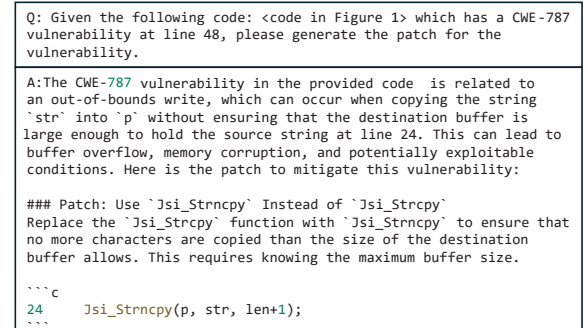 Q: Given the following code: <code in Figure 1> which has a CWE-787
vulnerability at line 48, please generate the patch for the
vulnerability.
A:The CWE-787 vulnerability in the provided code is related to
an out-of-bounds write, which can occur when copying the string
`str` into `p` without ensuring that the destination buffer is
large enough to hold the source string at line 24. This can lead to
buffer overflow, memory corruption, and potentially exploitable
conditions. Here is the patch to mitigate this vulnerability:
### Patch: Use `Jsi_Strncpy` Instead of `Jsi_Strcpy`
Replace the `Jsi_Strcpy` function with `Jsi_Strncpy` to ensure that
no more characters are copied than the size of the destination
buffer allows. This requires knowing the maximum buffer size.
```c
24 Jsi_Strncpy(p, str, len+1);
```